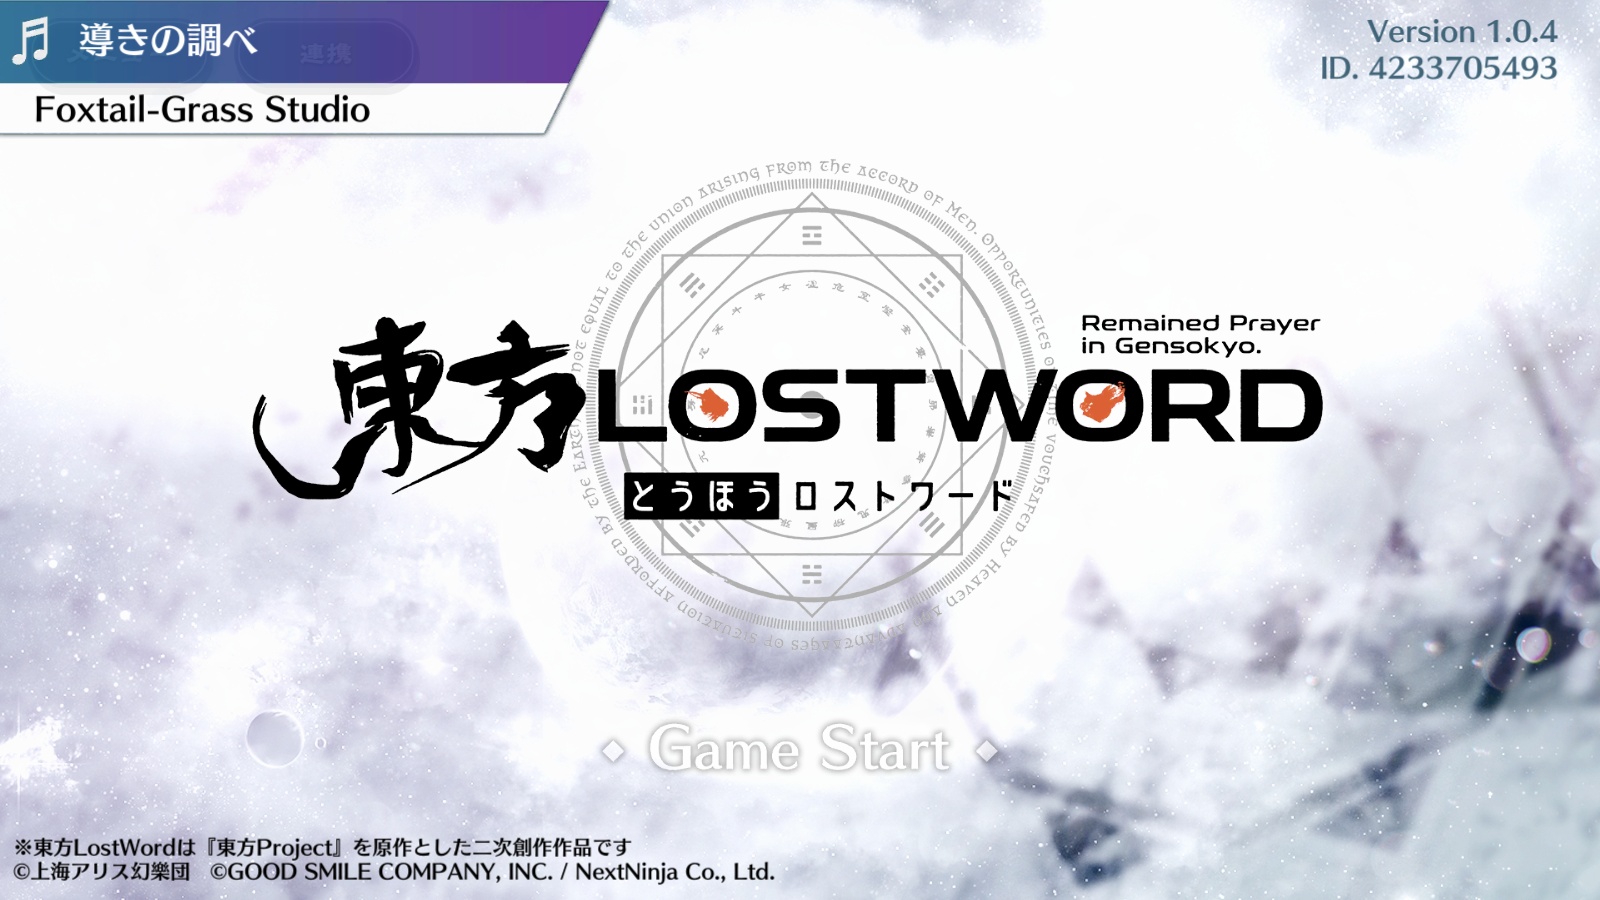 導きの調べ
連携
Foxtail-Grass Studio
Version 1.0.4
ID. 4233705493
NOT EQUAL TO THE UNION ARISING FROM THE ACCORD OF MEN. OPPORTUNITIES OF TIME VOUCHSAFED BY HEAVEN AND ADVANTAGES OF SITUATION AFFORDED BY THE EARTH
Remained Prayer
in Gensokyo.
東方LOSTWORD
とうほうロストワード
Game Start
※東方LostWordは『東方Project』を原作とした二次創作作品です
©上海アリス幻樂団 ©GOOD SMILE COMPANY, INC. / NextNinja Co., Ltd.